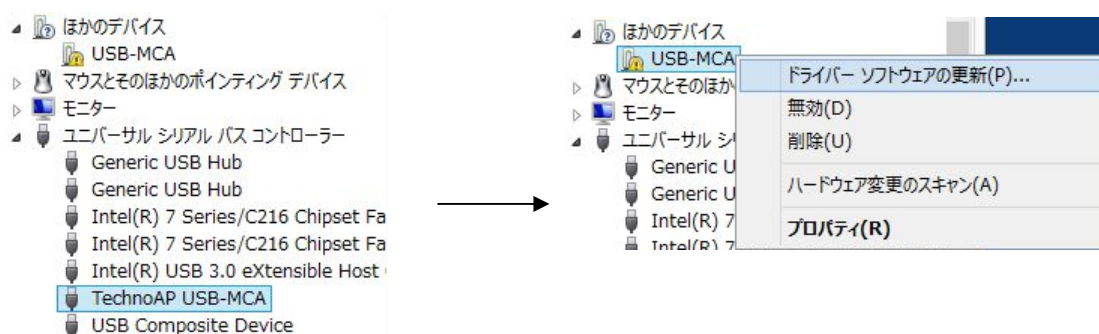 ほかのデバイス
USB-MCA
マウスとそのほかのポインティング デバイス
モニター
ユニバーサル シリアル バス コントローラー
Generic USB Hub
Generic USB Hub
Intel(R) 7 Series/C216 Chipset Fa
Intel(R) 7 Series/C216 Chipset Fa
Intel(R) USB 3.0 eXtensible Host
TechnoAP USB-MCA
USB Composite Device
ほかのデバイス
USB-MCA
マウスとそのほか
モニター
ユニバーサル シ
Generic U
Generic U
Intel(R) 7
Intel(R) 7
ドライバー ソフトウェアの更新(P)...
無効(D)
削除(U)
ハードウェア変更のスキャン(A)
プロパティ(R)